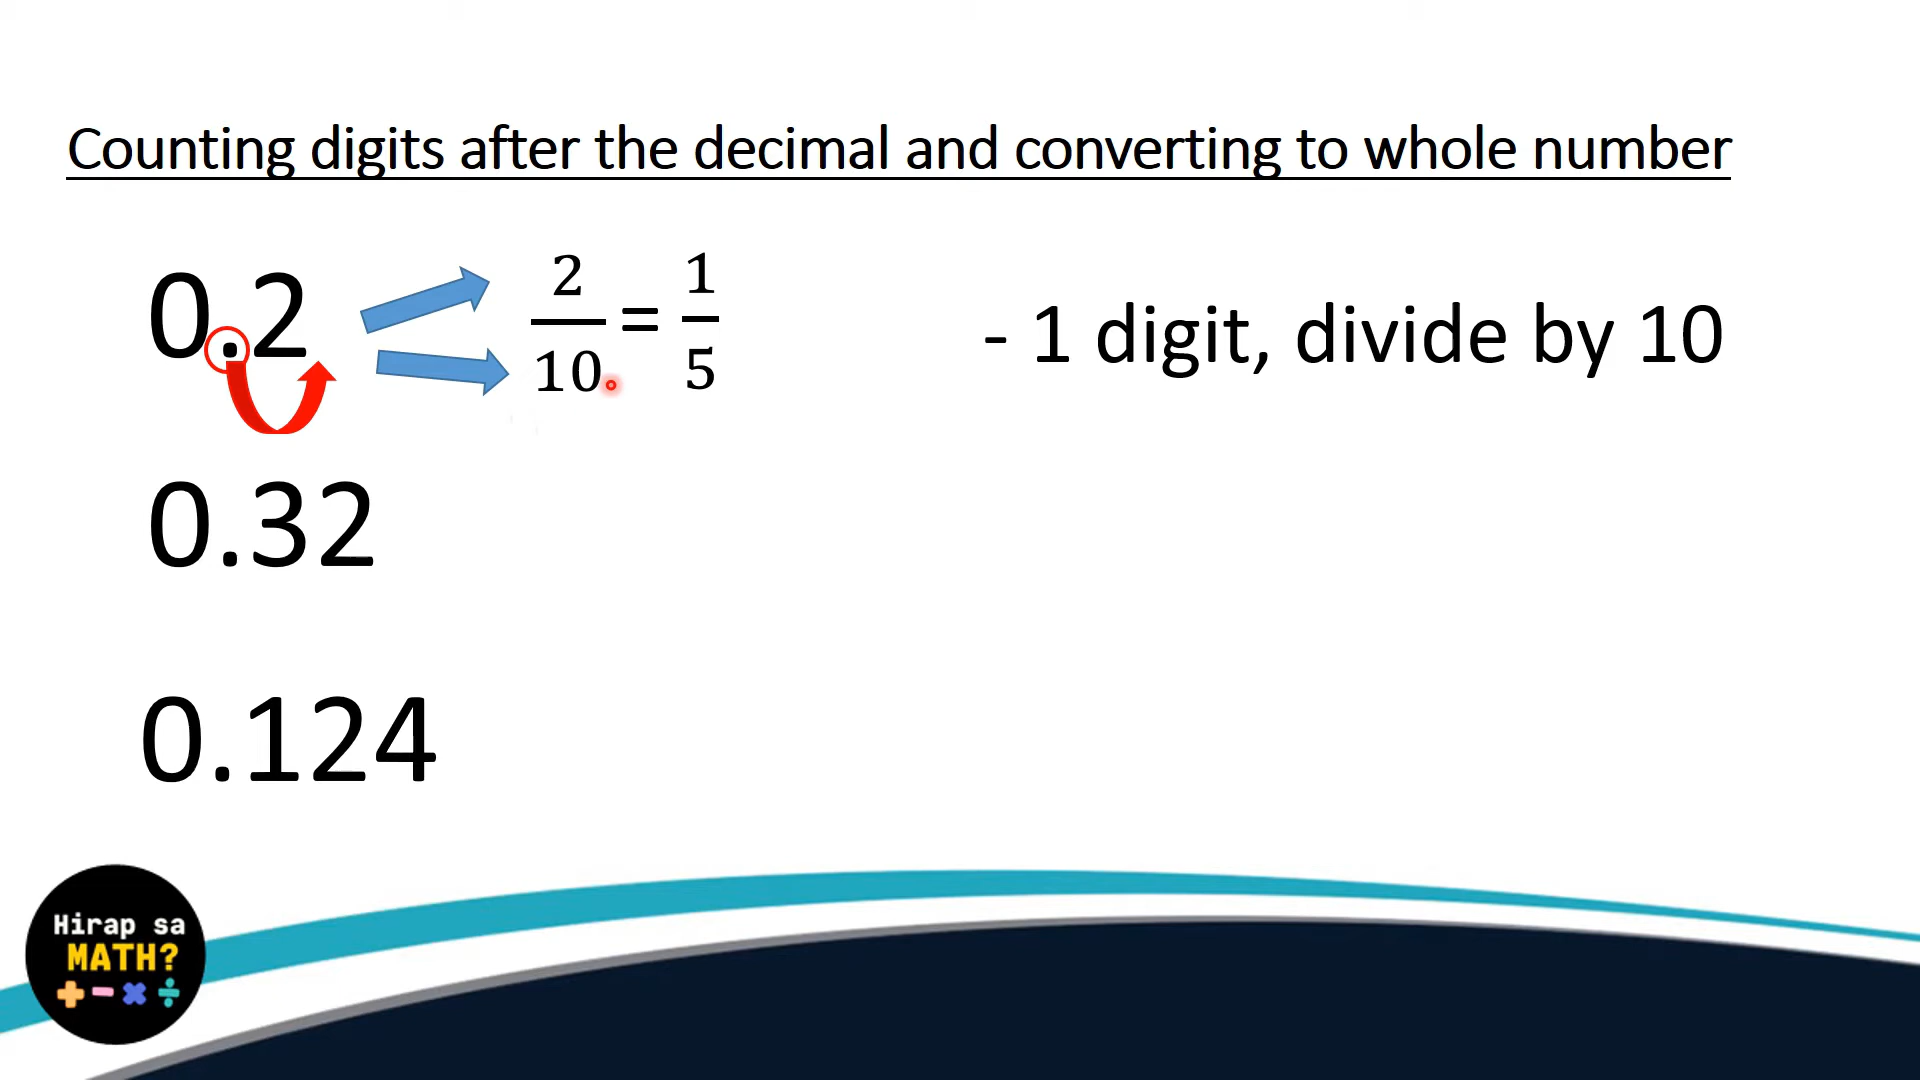 Counting digits after the decimal and converting to whole number
0.2
2/10 = 1/5
- 1 digit, divide by 10
0.32
0.124
Hirap sa
MATH?
+ - × ÷